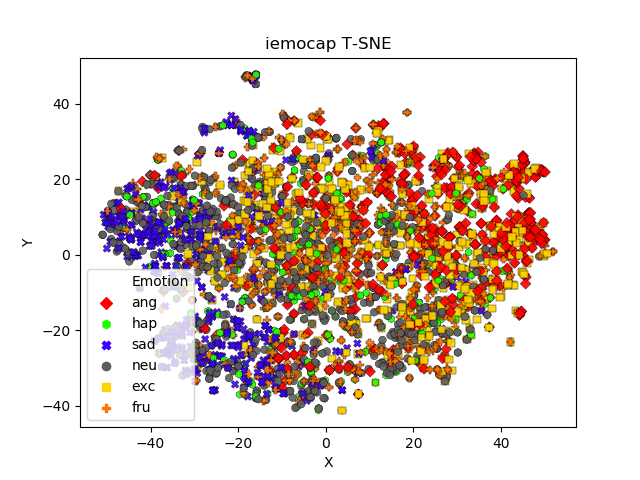 iemocap T-SNE
Y
40
20
0
−20
−40
Emotion
ang
hap
sad
neu
exc
fru
−40
−20
0
20
40
X